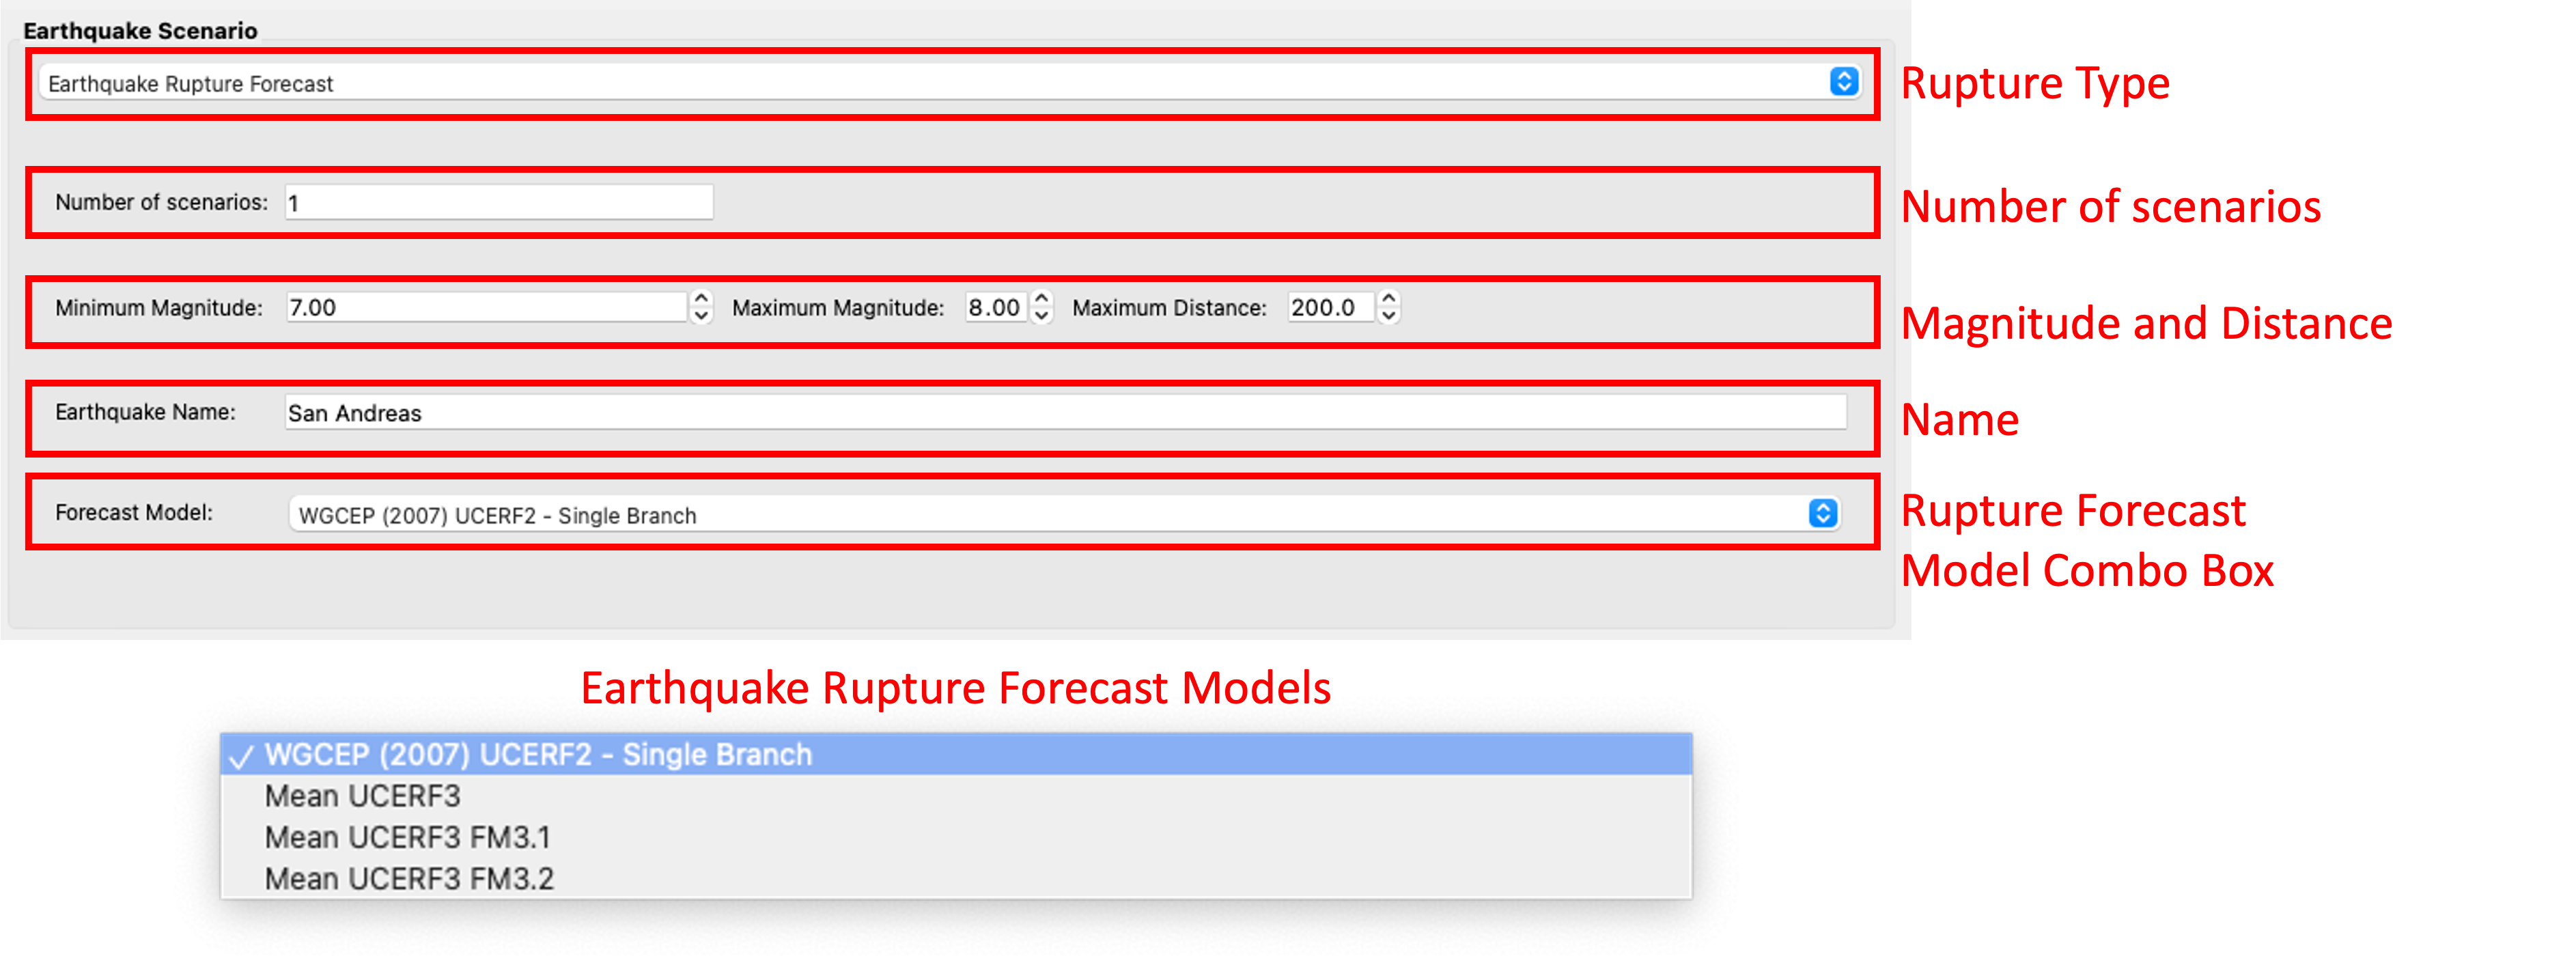 Earthquake Scenario
Earthquake Rupture Forecast
Rupture Type
Number of scenarios: 1
Number of scenarios
Minimum Magnitude: 7.00 Maximum Magnitude: 8.00 Maximum Distance: 200.0
Magnitude and Distance
Earthquake Name: San Andreas
Name
Forecast Model: WGCEP (2007) UCERF2 - Single Branch
Rupture Forecast
Model Combo Box
Earthquake Rupture Forecast Models
✓ WGCEP (2007) UCERF2 - Single Branch
Mean UCERF3
Mean UCERF3 FM3.1
Mean UCERF3 FM3.2